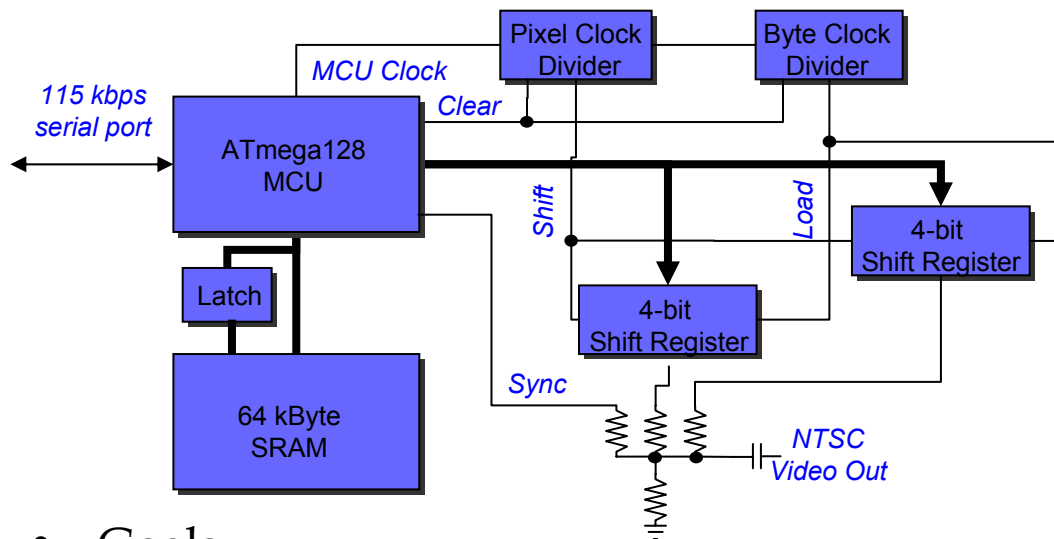 Pixel Clock
Divider
Byte Clock
Divider
MCU Clock
115 kbps
serial port
Clear
ATmega128
MCU
Shift
Load
4-bit
Shift Register
Latch
4-bit
Shift Register
Sync
64 kByte
SRAM
NTSC
Video Out